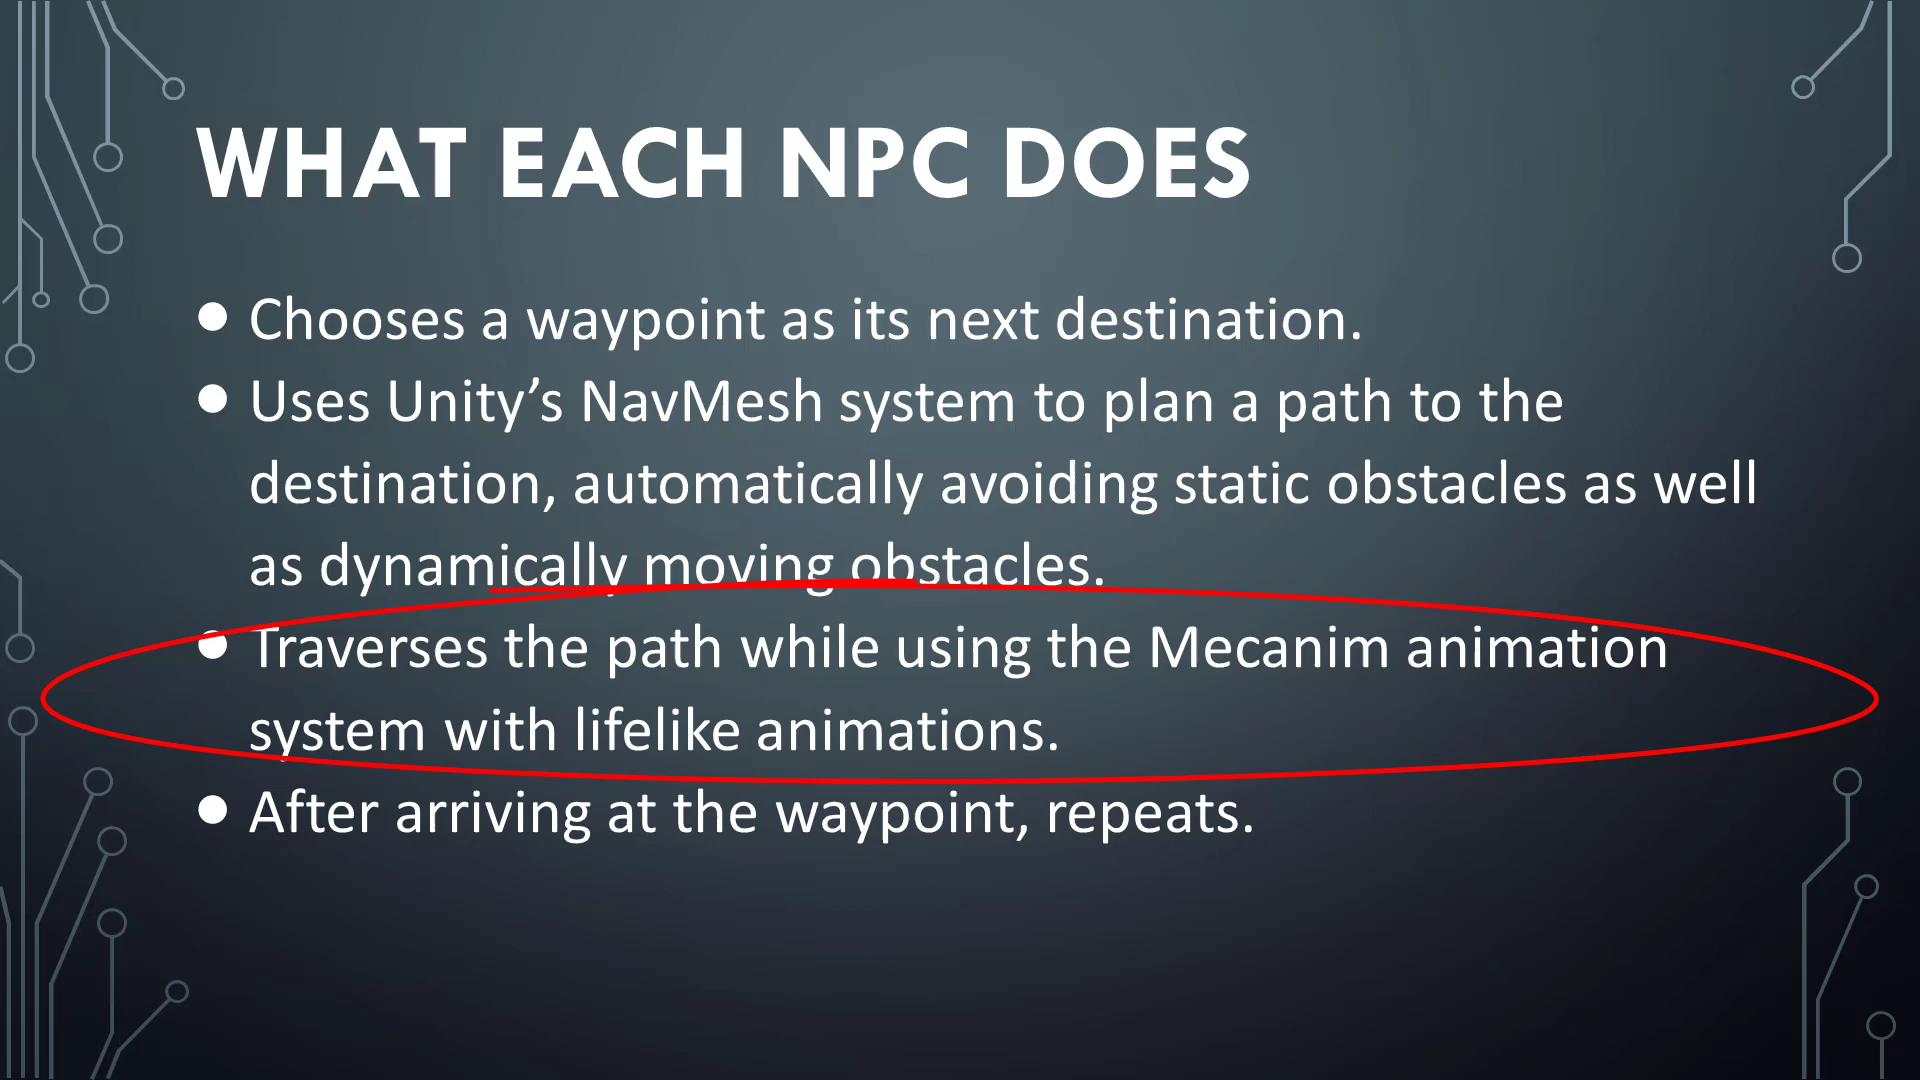 WHAT EACH NPC DOES
• Chooses a waypoint as its next destination.
• Uses Unity’s NavMesh system to plan a path to the
destination, automatically avoiding static obstacles as well
as dynamically moving obstacles.
• Traverses the path while using the Mecanim animation
system with lifelike animations.
• After arriving at the waypoint, repeats.